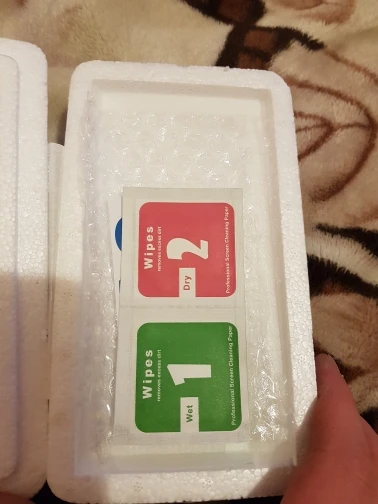 Wipes
removes excess dirt
2
Dry
Professional Screen Cleaning Paper
Wipes
removes excess dirt
1
Wet
Professional Screen Cleaning Paper